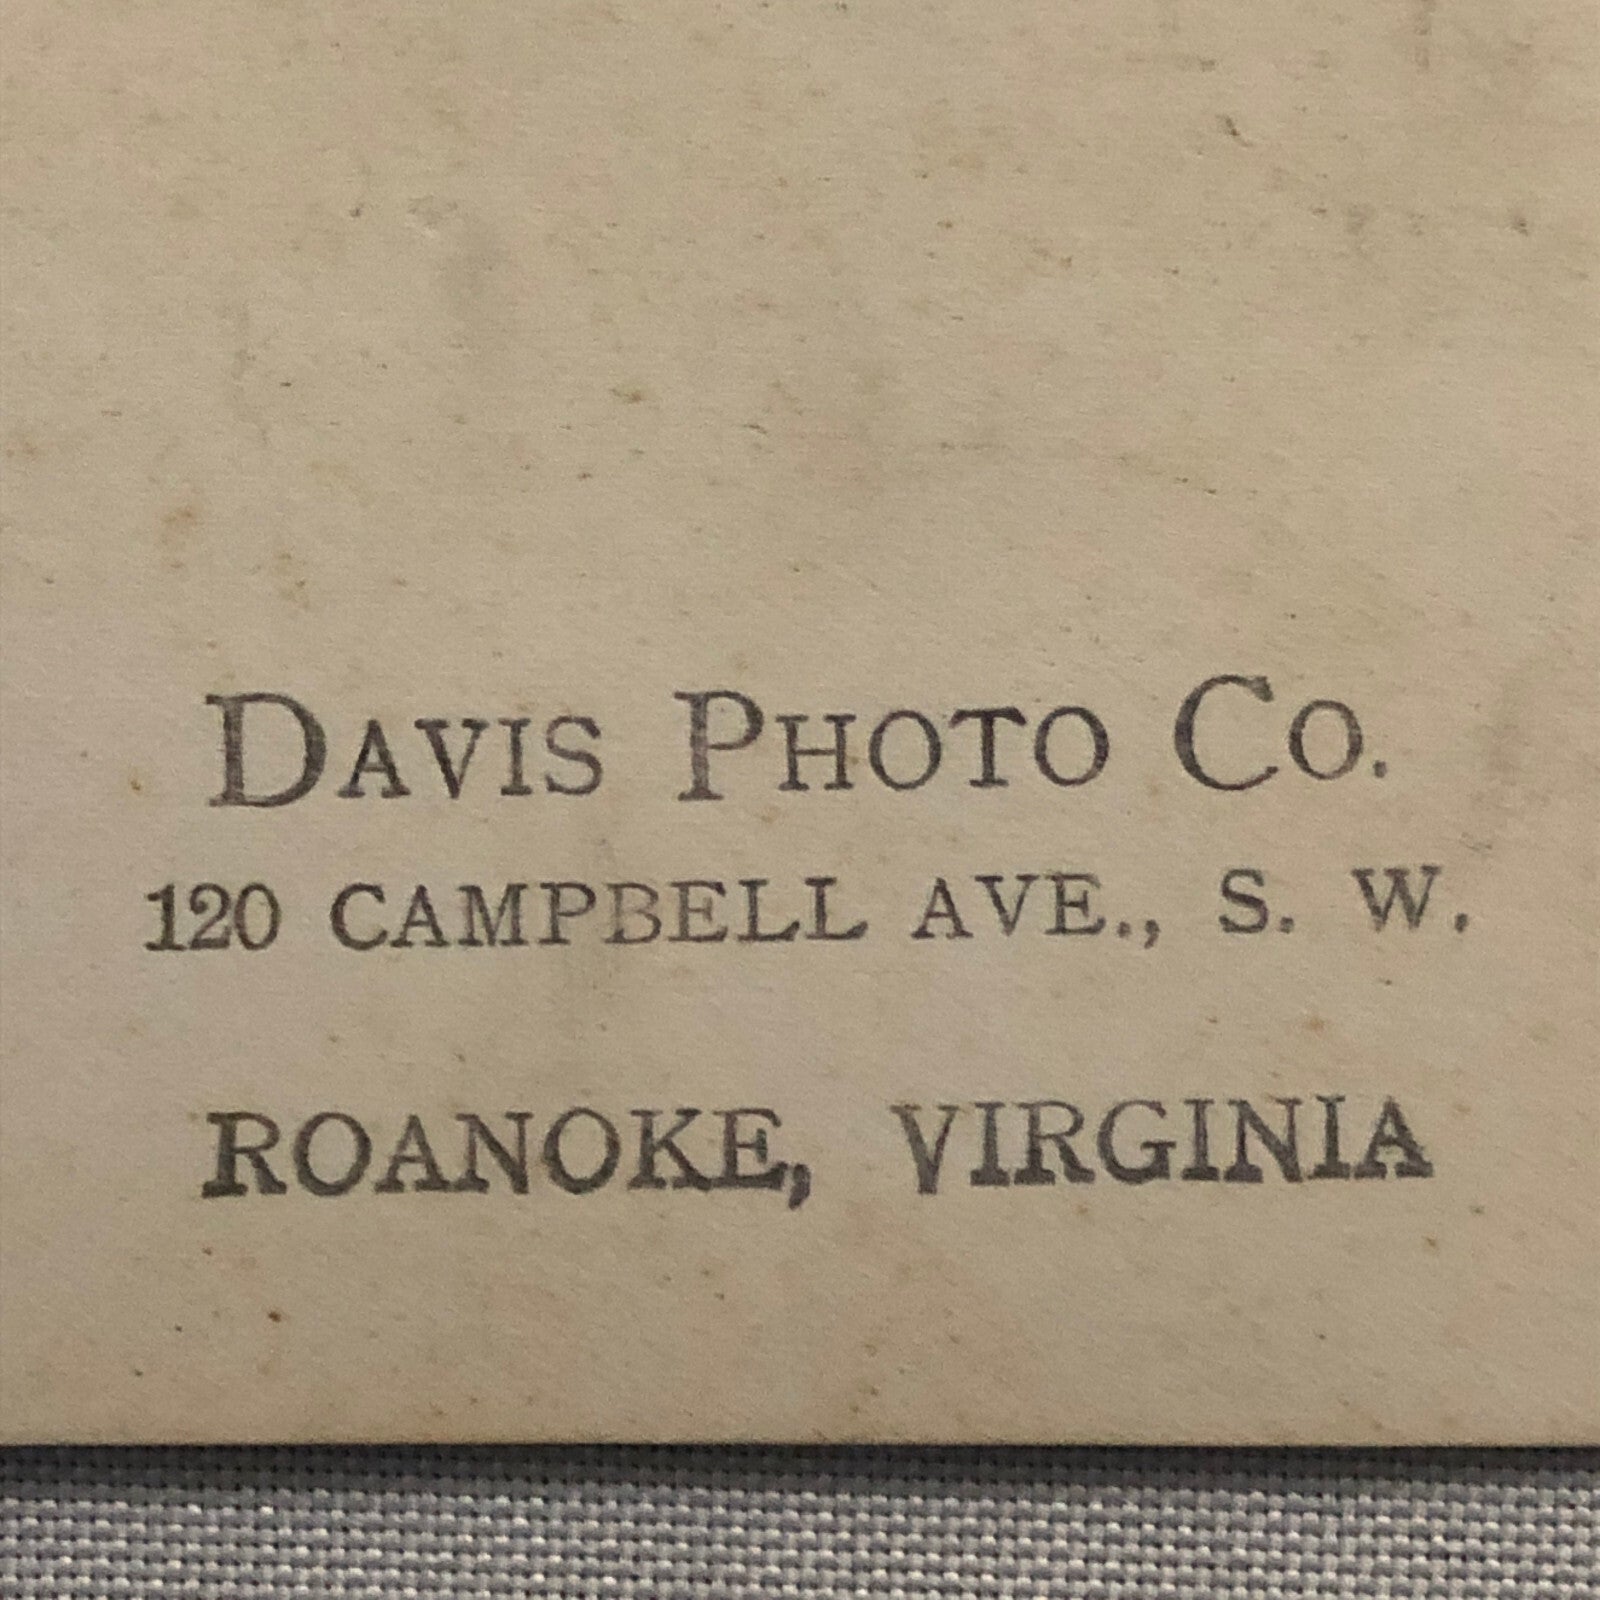 Davis Photo Co.
120 CAMPBELL AVE., S. W.
ROANOKE, VIRGINIA